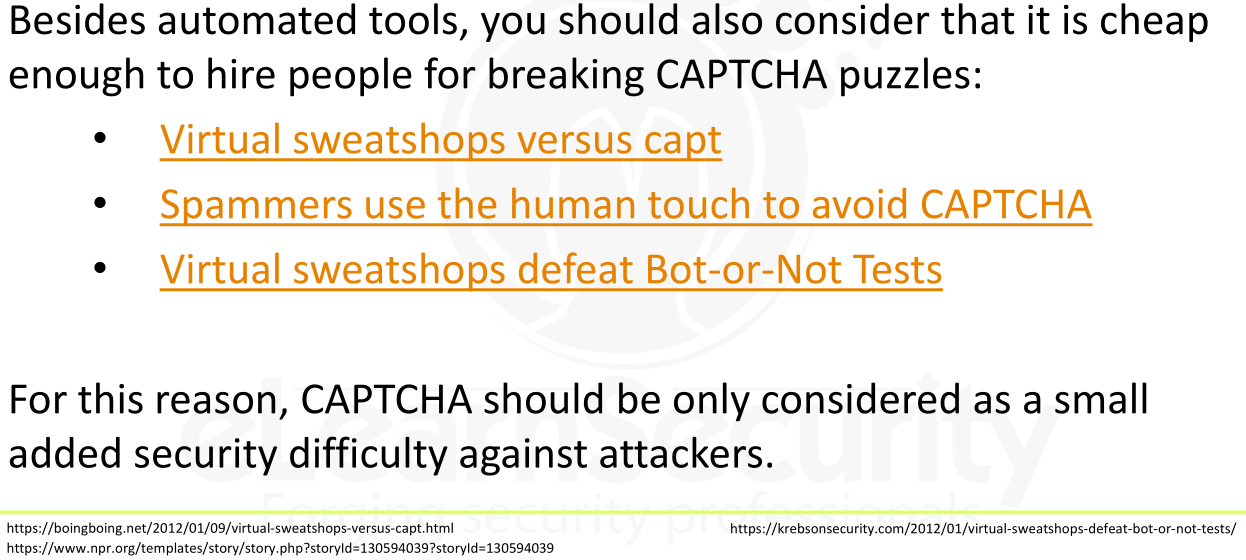 Besides automated tools, you should also consider that it is cheap
enough to hire people for breaking CAPTCHA puzzles:
• Virtual sweatshops versus capt
• Spammers use the human touch to avoid CAPTCHA
• Virtual sweatshops defeat Bot-or-Not Tests
For this reason, CAPTCHA should be only considered as a small
added security difficulty against attackers.
eLearnSecurity
Forging security professionals
https://boingboing.net/2012/01/09/virtual-sweatshops-versus-capt.html
https://krebsonsecurity.com/2012/01/virtual-sweatshops-defeat-bot-or-not-tests/
https://www.npr.org/templates/story/story.php?storyId=130594039?storyId=130594039